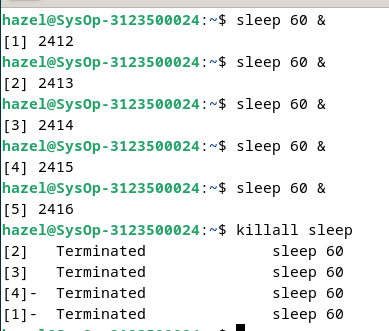 hazel@SysOp-3123500024:~$ sleep 60 &
[1] 2412
hazel@SysOp-3123500024:~$ sleep 60 &
[2] 2413
hazel@SysOp-3123500024:~$ sleep 60 &
[3] 2414
hazel@SysOp-3123500024:~$ sleep 60 &
[4] 2415
hazel@SysOp-3123500024:~$ sleep 60 &
[5] 2416
hazel@SysOp-3123500024:~$ killall sleep
[2]   Terminated              sleep 60
[3]   Terminated              sleep 60
[4]-  Terminated              sleep 60
[1]-  Terminated              sleep 60